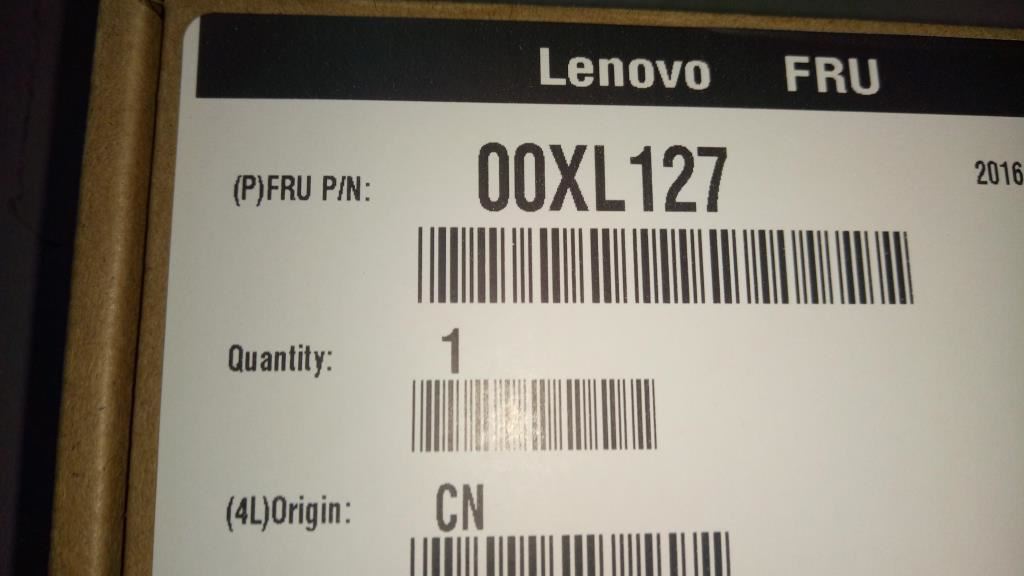 Lenovo FRU
(P)FRU P/N: 00XL127
2016
Quantity: 1
(4L)Origin: CN